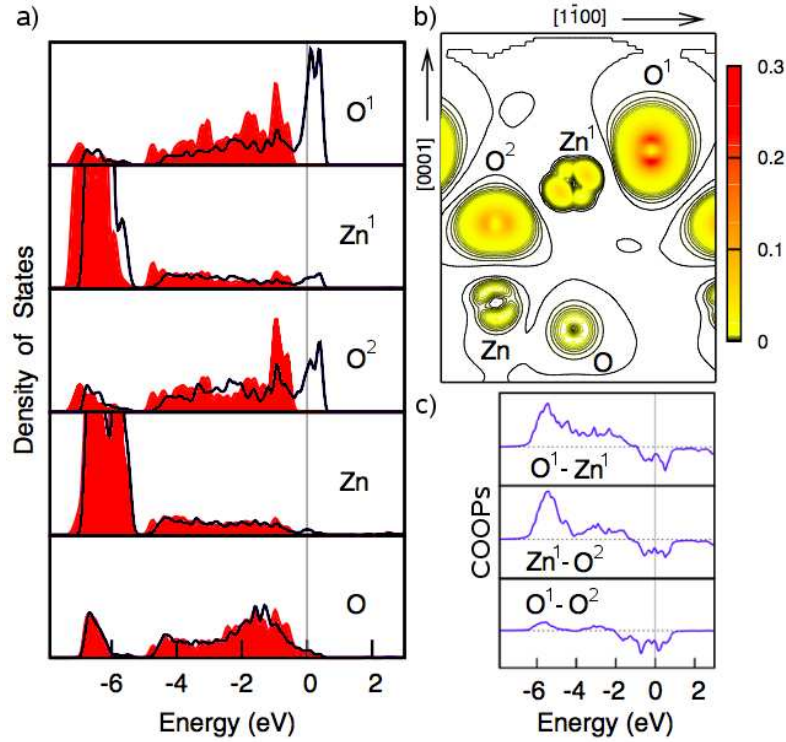 a)
O¹
Zn¹
O²
Zn
O
Density of States
-6 -4 -2 0 2
Energy (eV)
b)
[11̄00]
[0001]
O¹
Zn¹
O²
Zn
O
0.3
0.2
0.1
0
c)
O¹-Zn¹
Zn¹-O²
O¹-O²
COOPs
-6 -4 -2 0 2
Energy (eV)